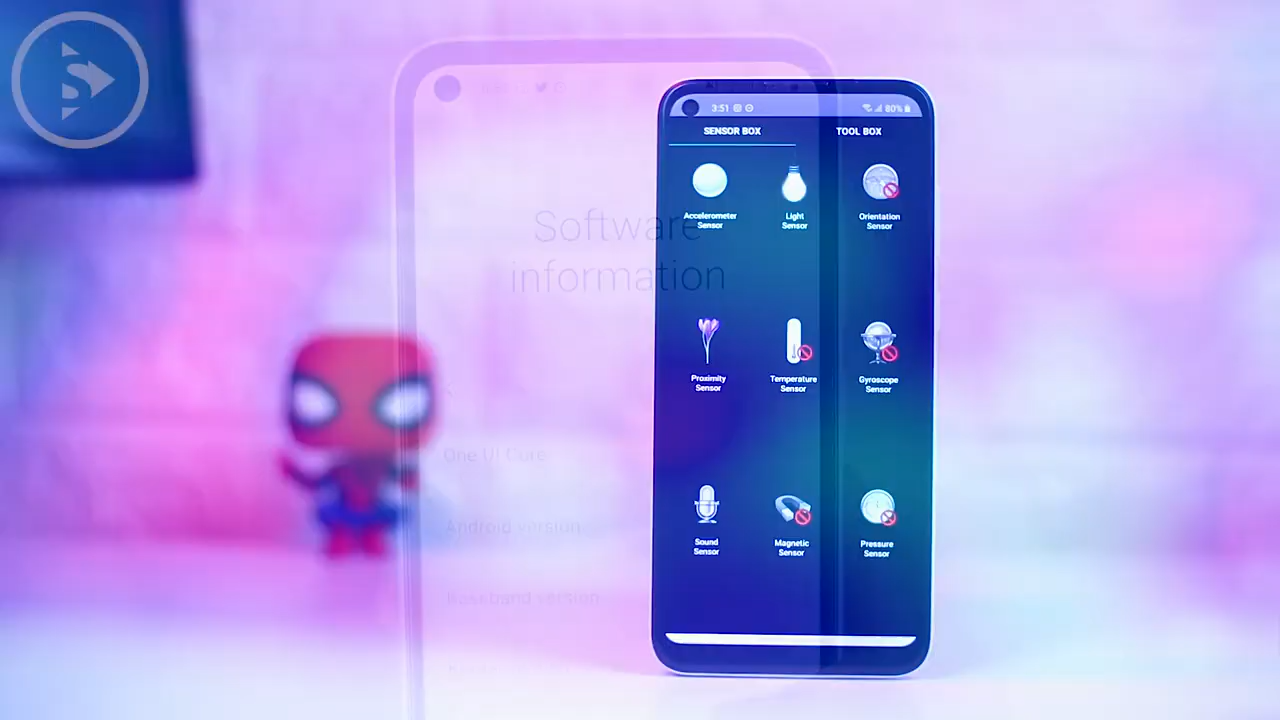 3:51
80%
SENSOR BOX
TOOL BOX
Accelerometer
Sensor
Light
Sensor
Orientation
Sensor
Software
information
Proximity
Sensor
Temperature
Sensor
Gyroscope
Sensor
One UI Core
Android version
Baseband version
Sound
Sensor
Magnetic
Sensor
Pressure
Sensor